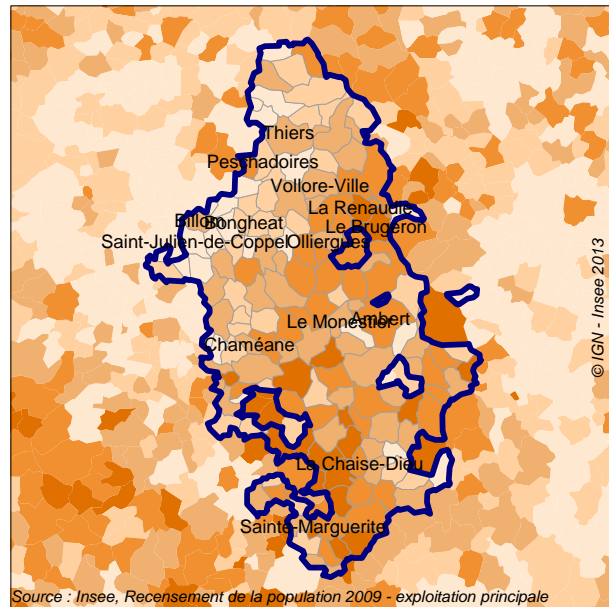 Thiers
Peschadoires
Vollore-Ville
La Renaudie
Billom
Bongheat
Le Brugeron
Saint-Julien-de-Coppel
Olliergues
Le Monestier
Ambert
Chaméane
La Chaise-Dieu
Sainte-Marguerite
© IGN - Insee 2013
Source : Insee, Recensement de la population 2009 - exploitation principale